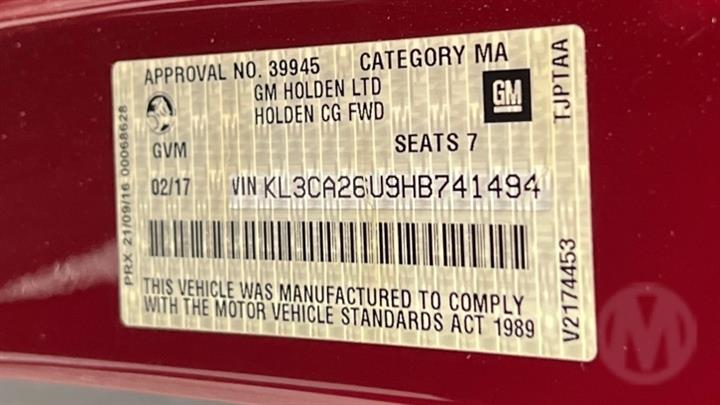 APPROVAL NO. 39945 CATEGORY MA
GM HOLDEN LTD
HOLDEN CG FWD
GM
GVM SEATS 7
02/17 VIN KL3CA26U9HB741494
THIS VEHICLE WAS MANUFACTURED TO COMPLY
WITH THE MOTOR VEHICLE STANDARDS ACT 1989
PRX 21/09/16 00068628
V2174453 TJPTAA
M